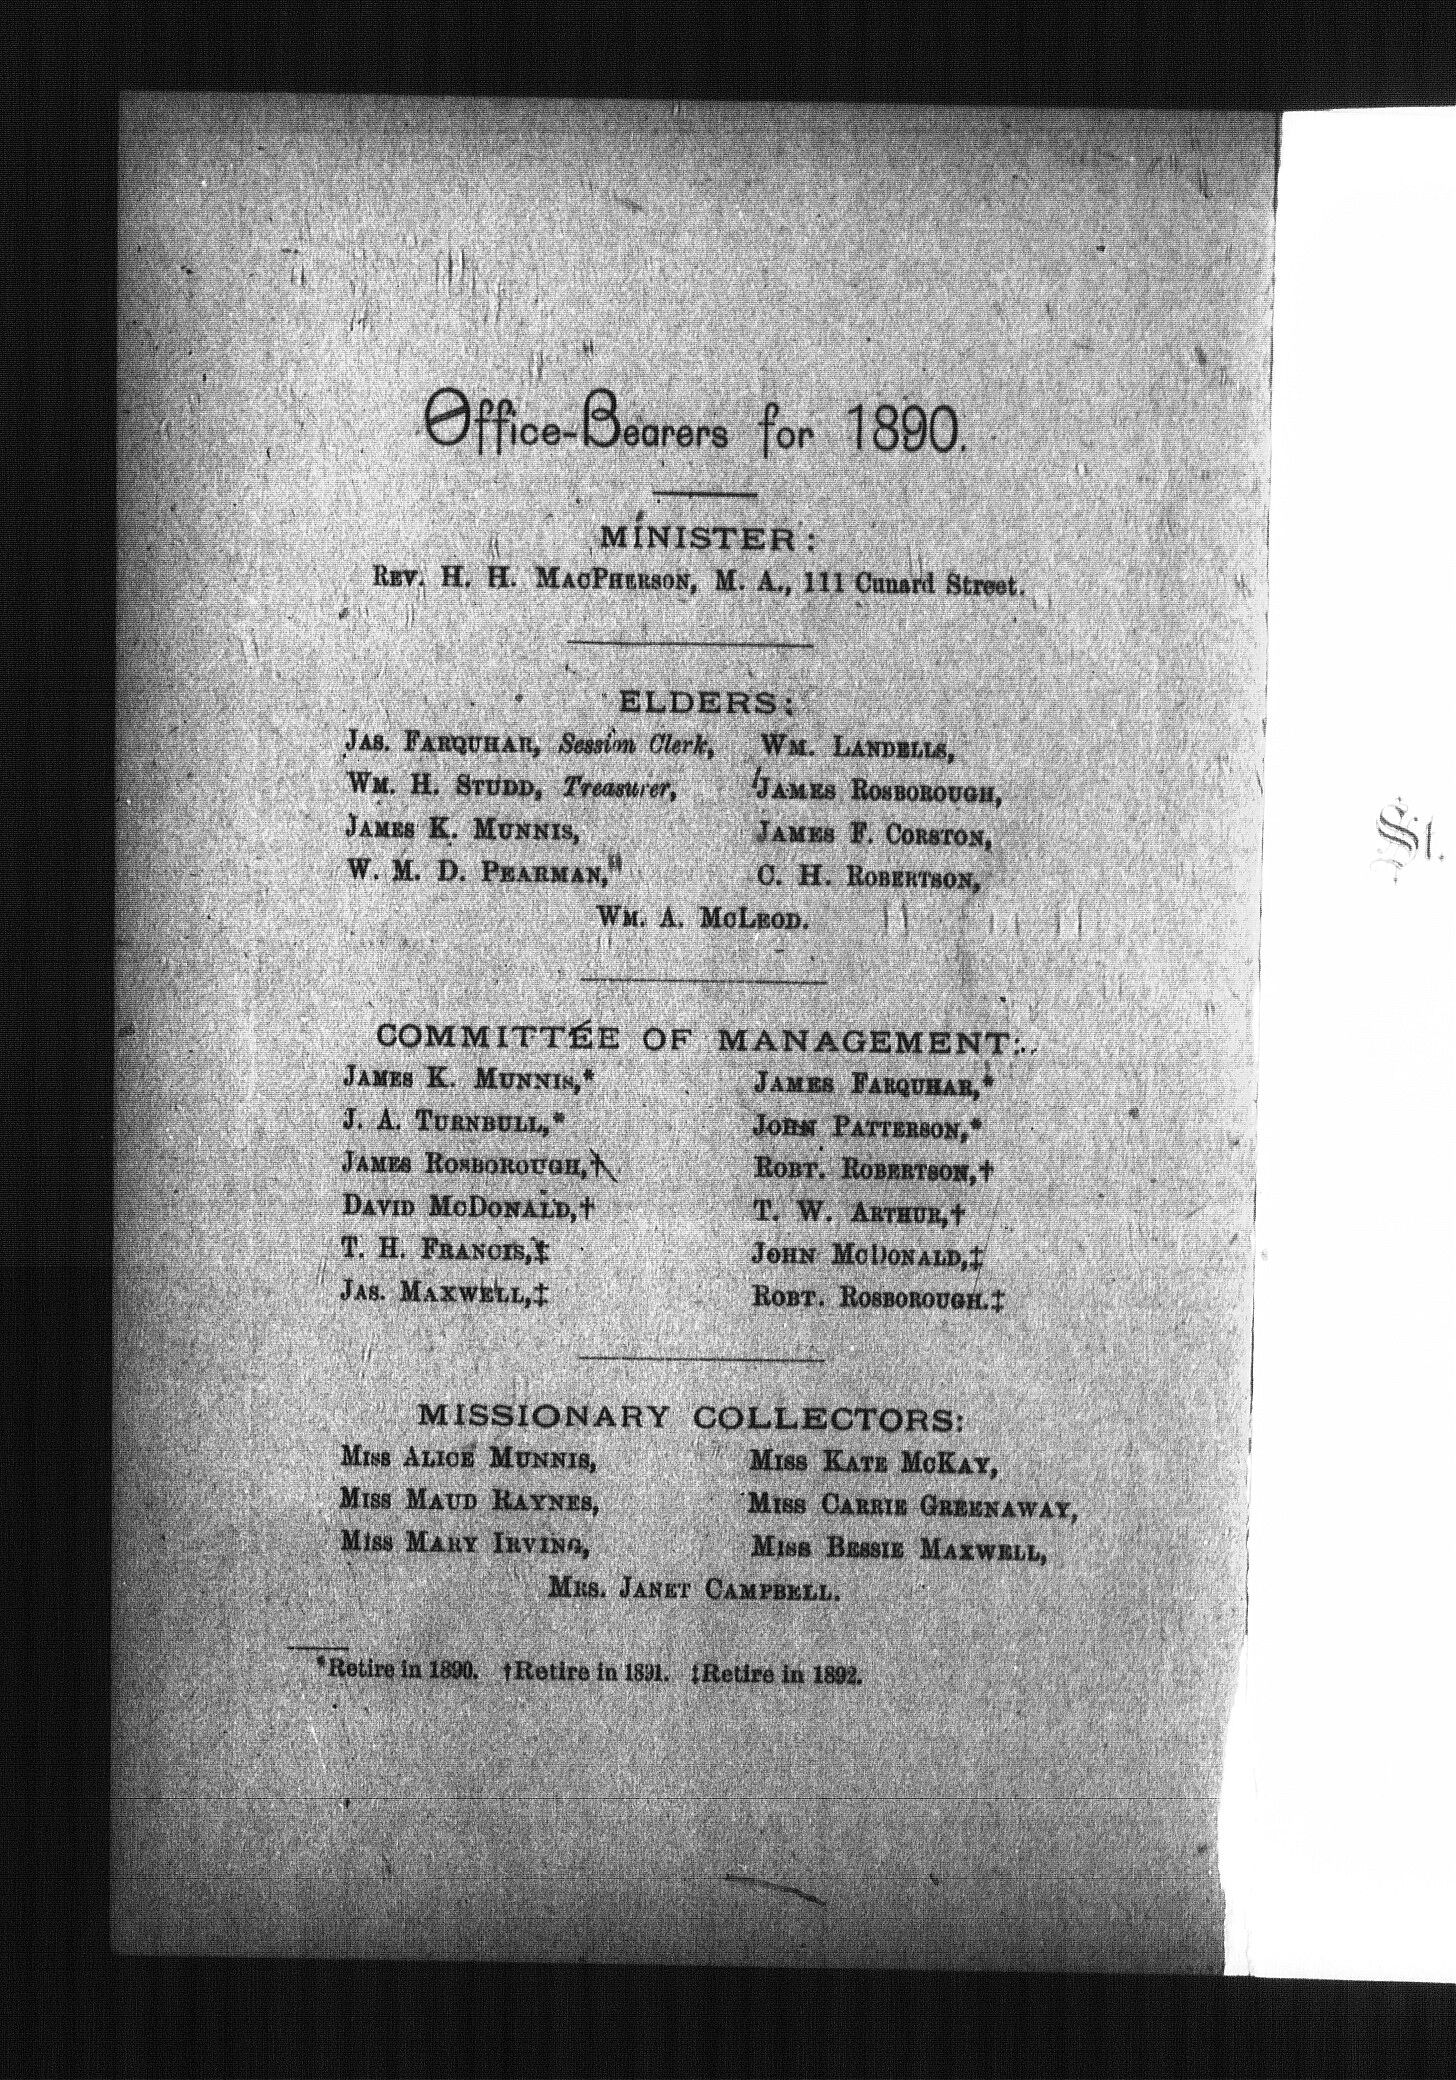 Office-Bearers for 1890.
MINISTER:
REV. H. H. MACPHERSON, M. A., 111 Cunard Street.
ELDERS:
JAS. FARQUHAR, Session Clerk, WM. LANDELLS,
WM. H. STUDD, Treasurer, JAMES ROSBOROUGH,
JAMES K. MUNNIS, JAMES F. CORSTON,
W. M. D. PEARMAN, C. H. ROBERTSON,
WM. A. MCLEOD.
COMMITTEE OF MANAGEMENT:
JAMES K. MUNNIS,* JAMES FARQUHAR,*
J. A. TURNBULL,* JOHN PATTERSON,*
JAMES ROSBOROUGH,† ROBT. ROBERTSON,†
DAVID MCDONALD,† T. W. ARTHUR,†
T. H. FRANCIS,‡ JOHN MCDONALD,‡
JAS. MAXWELL,‡ ROBT. ROSBOROUGH.‡
MISSIONARY COLLECTORS:
MISS ALICE MUNNIS, MISS KATE MCKAY,
MISS MAUD RAYNES, MISS CARRIE GREENAWAY,
MISS MARY IRVING, MISS BESSIE MAXWELL,
MRS. JANET CAMPBELL.
*Retire in 1890. †Retire in 1891. ‡Retire in 1892.
St.